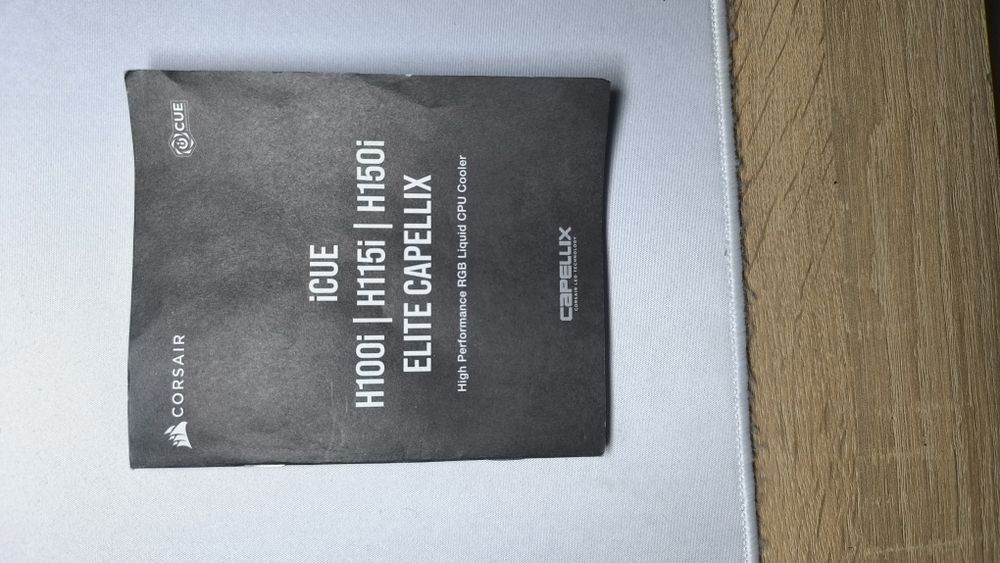 CORSAIR
iCUE
iCUE
H100i | H115i | H150i
ELITE CAPELLIX
High Performance RGB Liquid CPU Cooler
CAPELLIX
CORSAIR LED TECHNOLOGY